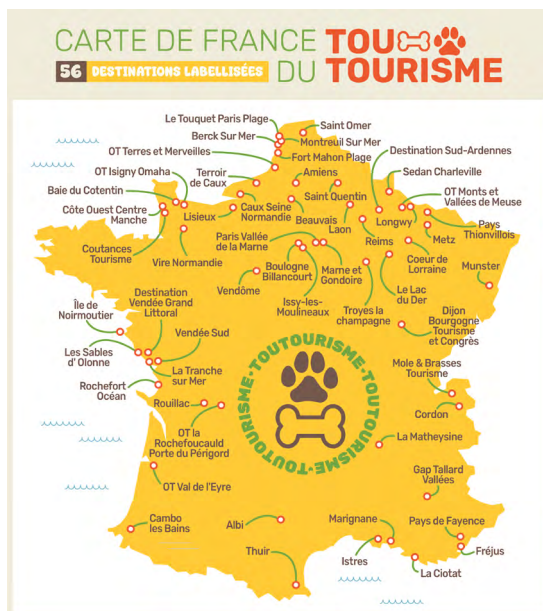 CARTE DE FRANCE TOU
56 DESTINATIONS LABELLISÉES DU TOURISME
Le Touquet Paris Plage
Saint Omer
Berck Sur Mer
Montreuil Sur Mer
Destination Sud-Ardennes
OT Terres et Merveilles
Fort Mahon Plage
Sedan Charleville
OT Isigny Omaha
Terroir
de Caux
Amiens
Baie du Cotentin
Saint Quentin
OT Monts et
Vallées de Meuse
Côte Ouest Centre
Manche
Lisieux
Caux Seine
Normandie
Beauvais
Laon
Longwy
Pays
Thionvillois
Coutances
Tourisme
Vire Normandie
Paris Vallée
de la Marne
Reims
Metz
Coeur de
Lorraine
Munster
Vendôme
Boulogne
Billancourt
Marne et
Gondoire
Issy-les-
Moulineaux
Troyes la
champagne
Le Lac
du Der
Île de
Noirmoutier
Destination
Vendée Grand
Littoral
Vendée Sud
Dijon
Bourgogne
Tourisme
et Congrès
Les Sables
d' Olonne
La Tranche
sur Mer
Rochefort
Océan
Mole & Brasses
Tourisme
Rouillac
Cordon
OT la
Rochefoucauld
Porte du Périgord
TOUTOURISME•TOUTOURISME•TOUTOURISME•
La Matheysine
OT Val de l'Eyre
Gap Tallard
Vallées
Cambo
les Bains
Albi
Marignane
Pays de Fayence
Thuir
Istres
Fréjus
La Ciotat